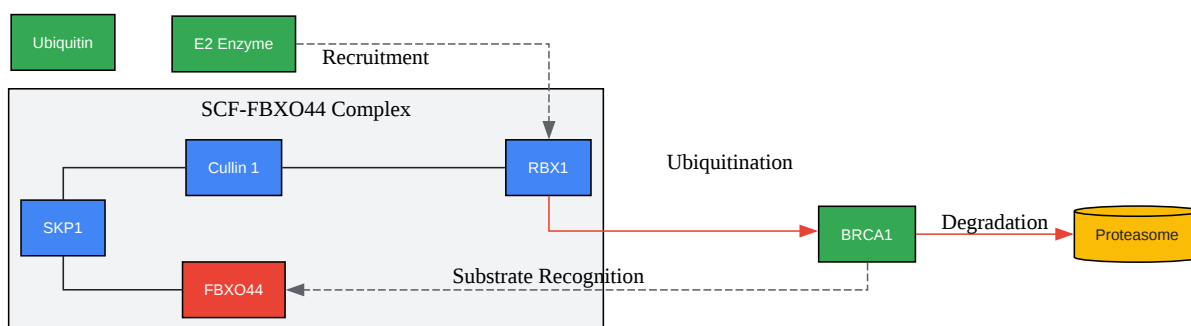 Ubiquitin
E2 Enzyme
Recruitment
SCF-FBXO44 Complex
Cullin 1
RBX1
Ubiquitination
SKP1
BRCA1
Degradation
Proteasome
FBXO44
Substrate Recognition